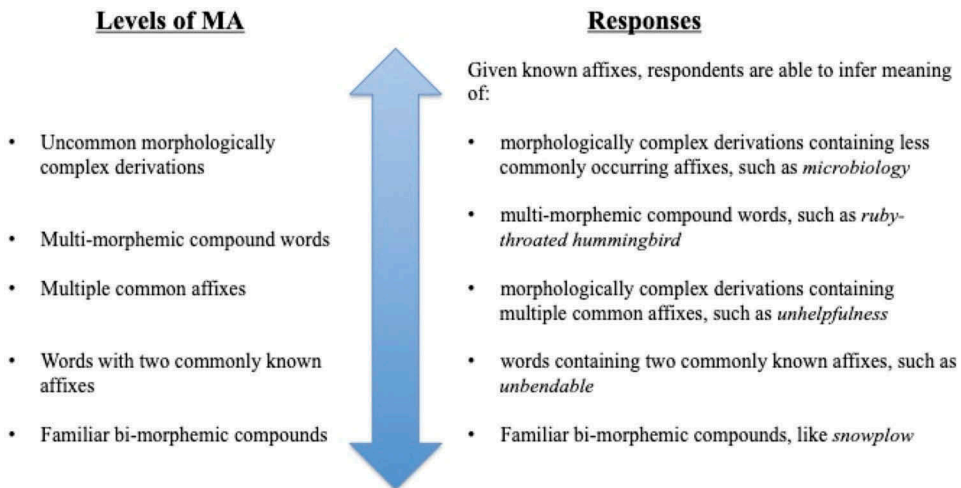 Levels of MA
Responses
Given known affixes, respondents are able to infer meaning
of:
• Uncommon morphologically
complex derivations
• morphologically complex derivations containing less
commonly occurring affixes, such as microbiology
• Multi-morphemic compound words
• multi-morphemic compound words, such as ruby-
throated hummingbird
• Multiple common affixes
• morphologically complex derivations containing
multiple common affixes, such as unhelpfulness
• Words with two commonly known
affixes
• words containing two commonly known affixes, such as
unbendable
• Familiar bi-morphemic compounds
• Familiar bi-morphemic compounds, like snowplow